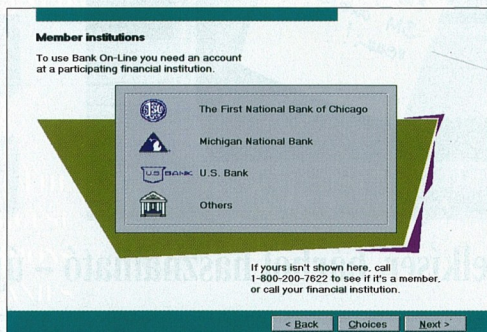 Member institutions
To use Bank On-Line you need an account
at a participating financial institution.
The First National Bank of Chicago
Michigan National Bank
U.S. BANK U.S. Bank
Others
If yours isn't shown here, call
1-800-200-7622 to see if it's a member,
or call your financial institution.
< Back Choices Next >